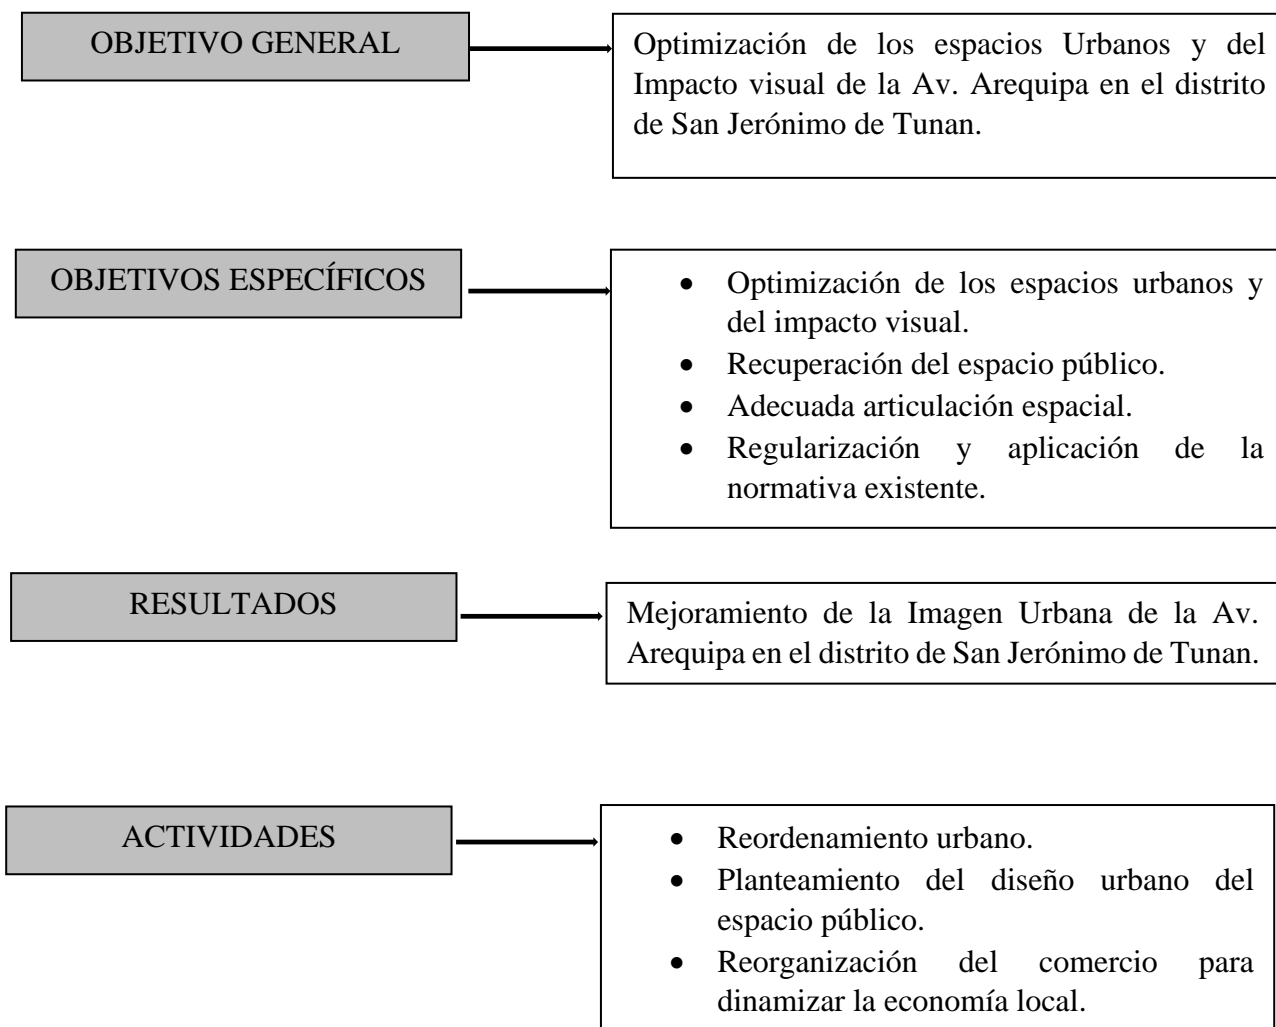 OBJETIVO GENERAL
Optimización de los espacios Urbanos y del
Impacto visual de la Av. Arequipa en el distrito
de San Jerónimo de Tunan.
OBJETIVOS ESPECÍFICOS
• Optimización de los espacios urbanos y
del impacto visual.
• Recuperación del espacio público.
• Adecuada articulación espacial.
• Regularización y aplicación de la
normativa existente.
RESULTADOS
Mejoramiento de la Imagen Urbana de la Av.
Arequipa en el distrito de San Jerónimo de Tunan.
ACTIVIDADES
• Reordenamiento urbano.
• Planteamiento del diseño urbano del
espacio público.
• Reorganización del comercio para
dinamizar la economía local.